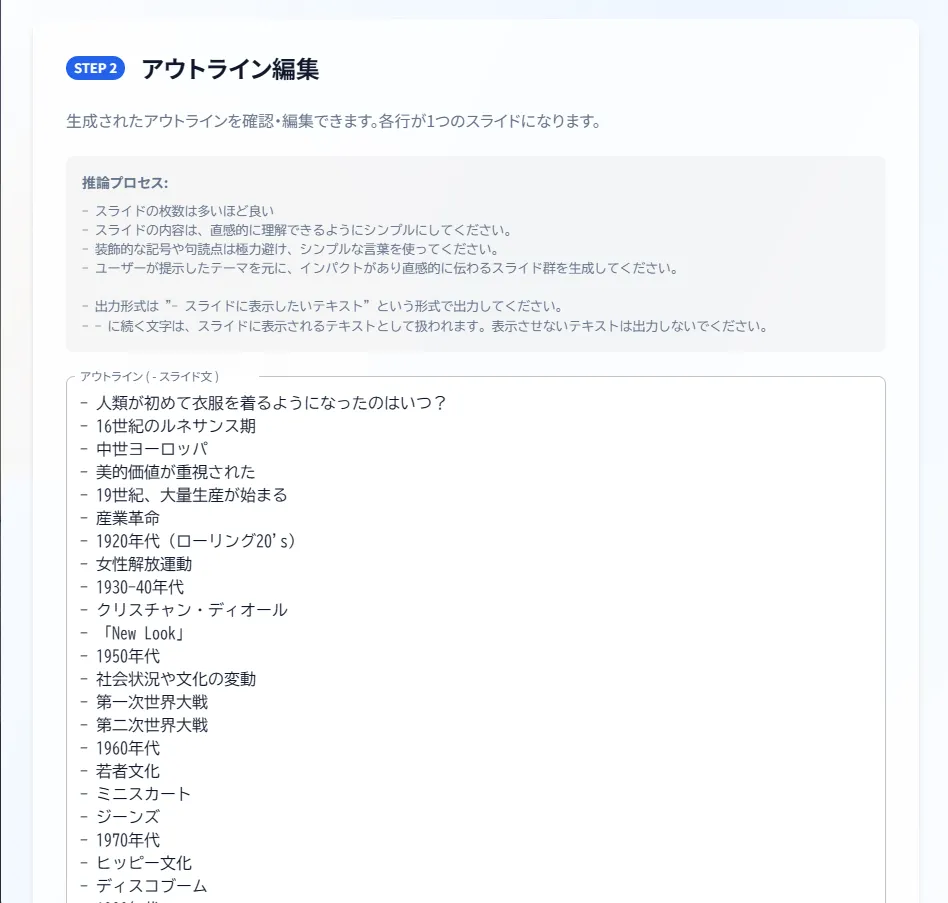 STEP 2 アウトライン編集
生成されたアウトラインを確認・編集できます。各行が1つのスライドになります。
推論プロセス:
- スライドの枚数は多いほど良い
- スライドの内容は、直感的に理解できるようにシンプルにしてください。
- 装飾的な記号や句読点は極力避け、シンプルな言葉を使ってください。
- ユーザーが提示したテーマを元に、インパクトがあり直感的に伝わるスライド群を生成してください。
- 出力形式は "- スライドに表示したいテキスト" という形式で出力してください。
- - に続く文字は、スライドに表示されるテキストとして扱われます。表示させないテキストは出力しないでください。
アウトライン ( - スライド文 )
- 人類が初めて衣服を着るようになったのはいつ？
- 16世紀のルネサンス期
- 中世ヨーロッパ
- 美的価値が重視された
- 19世紀、大量生産が始まる
- 産業革命
- 1920年代（ローリング20's）
- 女性解放運動
- 1930-40年代
- クリスチャン・ディオール
- 「New Look」
- 1950年代
- 社会状況や文化の変動
- 第一次世界大戦
- 第二次世界大戦
- 1960年代
- 若者文化
- ミニスカート
- ジーンズ
- 1970年代
- ヒッピー文化
- ディスコブーム